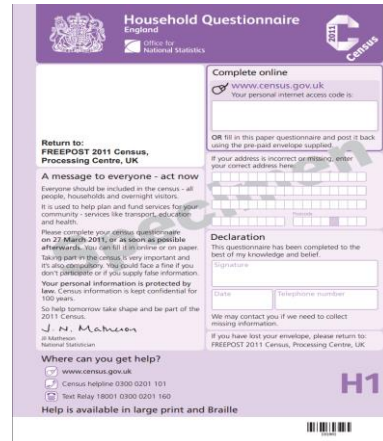 Household Questionnaire
England
Office for
National Statistics
2011
Census
Complete online
www.census.gov.uk
Your personal internet access code is:
OR fill in this paper questionnaire and post it back
using the pre-paid envelope supplied.
Return to:
FREEPOST 2011 Census,
Processing Centre, UK
If your address is incorrect or missing, enter
your correct address here:
Postcode
Specimen
A message to everyone - act now
Everyone should be included in the census - all
people, households and overnight visitors.
It is used to help plan and fund services for your
community - services like transport, education
and health.
Please complete your census questionnaire
on 27 March 2011, or as soon as possible
afterwards. You can fill it in online or on paper.
Taking part in the census is very important and
it's also compulsory. You could face a fine if you
don't participate or if you supply false information.
Your personal information is protected by
law. Census information is kept confidential for
100 years.
So help tomorrow take shape and be part of the
2011 Census.
J. N. Matheson
Jil Matheson
National Statistician
Declaration
This questionnaire has been completed to the
best of my knowledge and belief.
Signature
Date
Telephone number
We may contact you if we need to collect
missing information.
If you have lost your envelope, please return to:
FREEPOST 2011 Census, Processing Centre, UK
Where can you get help?
www.census.gov.uk
Census helpline 0300 0201 101
Text Relay 18001 0300 0201 160
Help is available in large print and Braille
H1